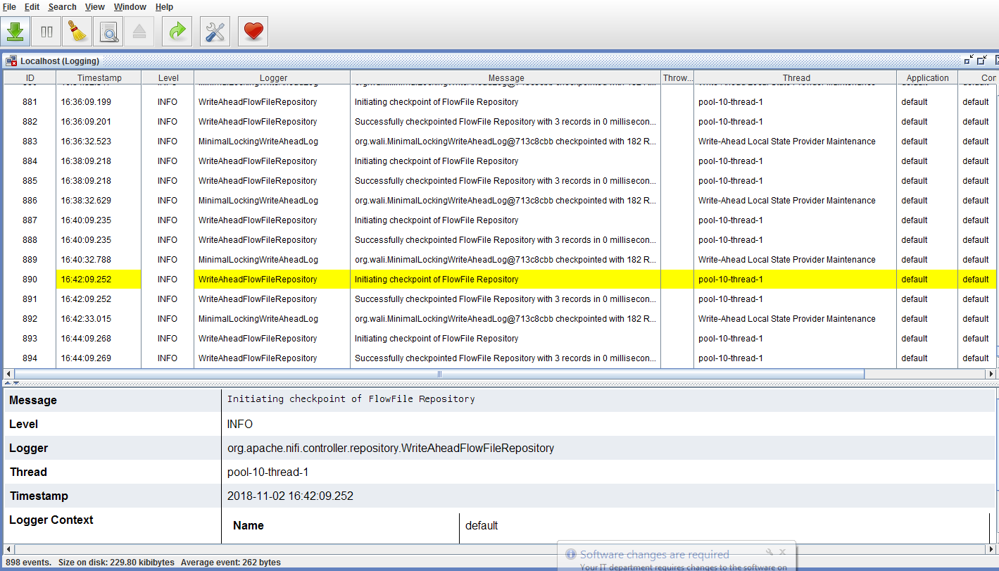 File Edit Search View Window Help
Localhost (Logging)
ID Timestamp Level Logger Message Throw... Thread Application Con
881 16:36:09.199 INFO WriteAheadFlowFileRepository Initiating checkpoint of FlowFile Repository pool-10-thread-1 default default
882 16:36:09.201 INFO WriteAheadFlowFileRepository Successfully checkpointed FlowFile Repository with 3 records in 0 millisecon... pool-10-thread-1 default default
883 16:36:32.523 INFO MinimalLockingWriteAheadLog org.wali.MinimalLockingWriteAheadLog@713c8cbb checkpointed with 182 R... Write-Ahead Local State Provider Maintenance default default
884 16:38:09.218 INFO WriteAheadFlowFileRepository Initiating checkpoint of FlowFile Repository pool-10-thread-1 default default
885 16:38:09.218 INFO WriteAheadFlowFileRepository Successfully checkpointed FlowFile Repository with 3 records in 0 millisecon... pool-10-thread-1 default default
886 16:38:32.629 INFO MinimalLockingWriteAheadLog org.wali.MinimalLockingWriteAheadLog@713c8cbb checkpointed with 182 R... Write-Ahead Local State Provider Maintenance default default
887 16:40:09.235 INFO WriteAheadFlowFileRepository Initiating checkpoint of FlowFile Repository pool-10-thread-1 default default
888 16:40:09.235 INFO WriteAheadFlowFileRepository Successfully checkpointed FlowFile Repository with 3 records in 0 millisecon... pool-10-thread-1 default default
889 16:40:32.788 INFO MinimalLockingWriteAheadLog org.wali.MinimalLockingWriteAheadLog@713c8cbb checkpointed with 182 R... Write-Ahead Local State Provider Maintenance default default
890 16:42:09.252 INFO WriteAheadFlowFileRepository Initiating checkpoint of FlowFile Repository pool-10-thread-1 default default
891 16:42:09.252 INFO WriteAheadFlowFileRepository Successfully checkpointed FlowFile Repository with 3 records in 0 millisecon... pool-10-thread-1 default default
892 16:42:33.015 INFO MinimalLockingWriteAheadLog org.wali.MinimalLockingWriteAheadLog@713c8cbb checkpointed with 182 R... Write-Ahead Local State Provider Maintenance default default
893 16:44:09.268 INFO WriteAheadFlowFileRepository Initiating checkpoint of FlowFile Repository pool-10-thread-1 default default
894 16:44:09.269 INFO WriteAheadFlowFileRepository Successfully checkpointed FlowFile Repository with 3 records in 0 millisecon... pool-10-thread-1 default default
Message Initiating checkpoint of FlowFile Repository
Level INFO
Logger org.apache.nifi.controller.repository.WriteAheadFlowFileRepository
Thread pool-10-thread-1
Timestamp 2018-11-02 16:42:09.252
Logger Context Name default
Software changes are required
898 events. Size on disk: 229.80 kibibytes Average event: 262 bytes
Your IT department requires changes to the software on